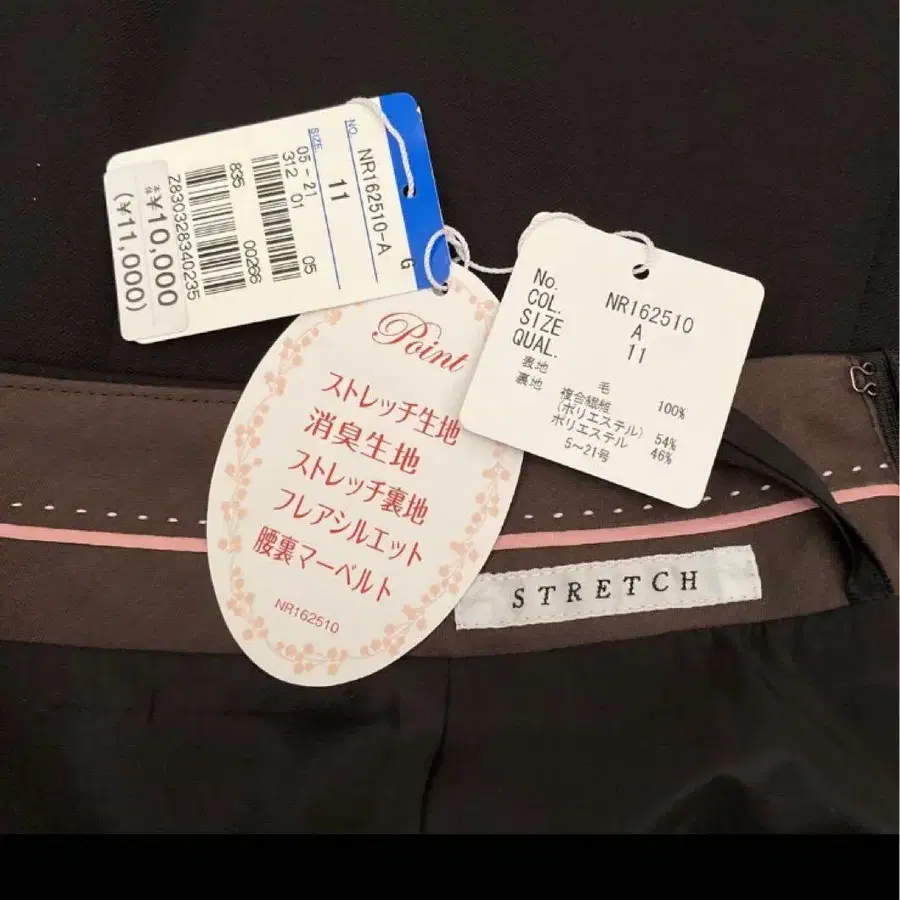 NO. NR162510-A G
SIZE 11
05-21
312 01 05
835 00266
Z830328340235
本体 ¥10,000
(¥11,000)
Point
ストレッチ生地
消臭生地
ストレッチ裏地
フレアシルエット
腰裏マーベルト
NR162510
No. NR162510
COL. A
SIZE 11
QUAL.
表地 毛 100%
裏地 複合繊維
(ポリエステル) 54%
ポリエステル 46%
5〜21号
STRETCH